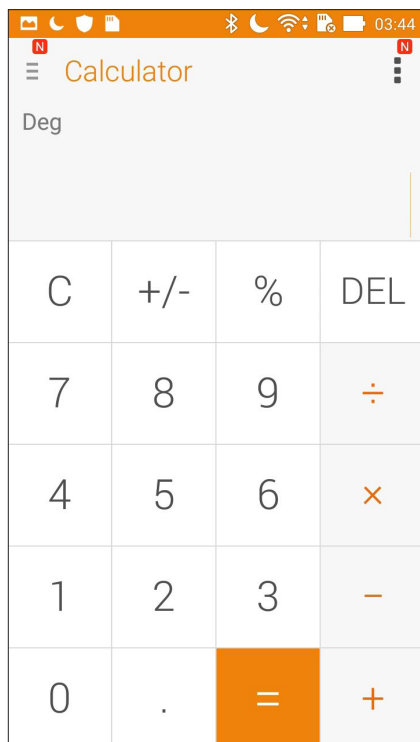 03:44
N N
Calculator
Deg
C +/- % DEL
7 8 9 ÷
4 5 6 ×
1 2 3 −
0 . = +